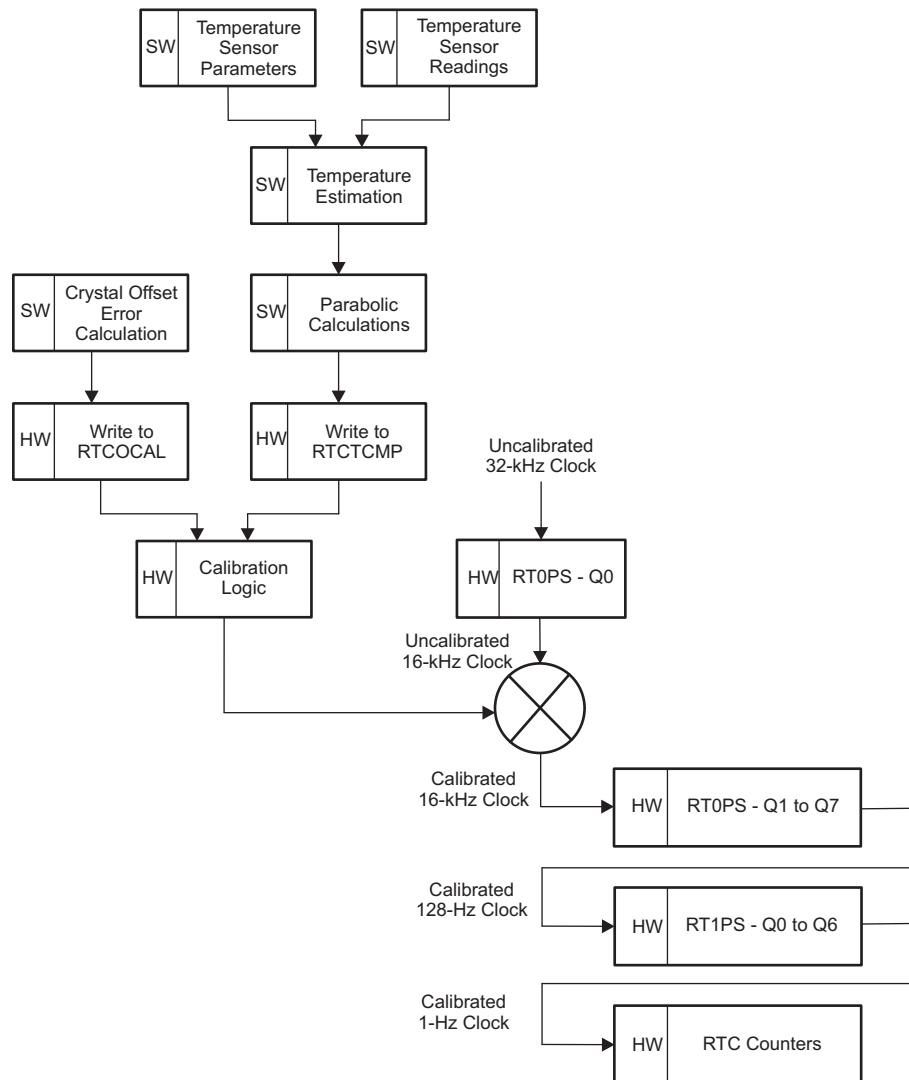 SW
Temperature
Sensor
Parameters
SW
Temperature
Sensor
Readings
SW
Temperature
Estimation
SW
Crystal Offset
Error
Calculation
SW
Parabolic
Calculations
HW
Write to
RTCOCAL
HW
Write to
RTCTCMP
Uncalibrated
32-kHz Clock
HW
Calibration
Logic
HW
RT0PS - Q0
Uncalibrated
16-kHz Clock
Calibrated
16-kHz Clock
HW
RT0PS - Q1 to Q7
Calibrated
128-Hz Clock
HW
RT1PS - Q0 to Q6
Calibrated
1-Hz Clock
HW
RTC Counters